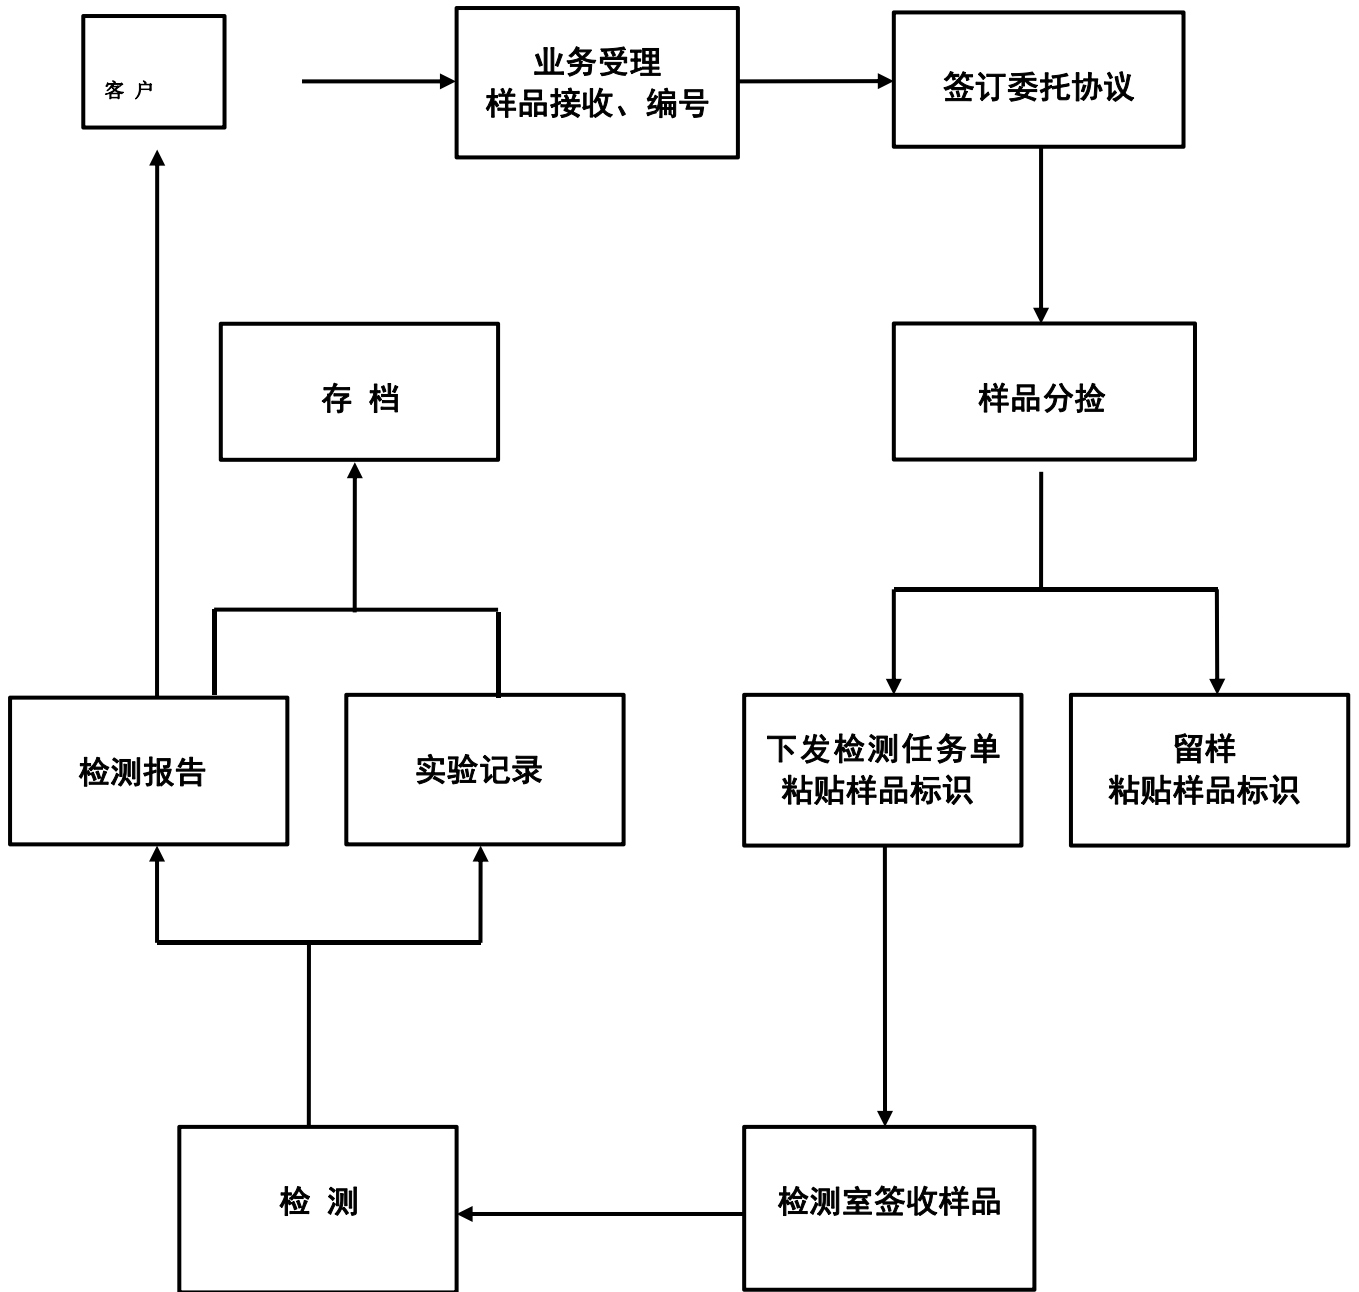 客 户
业务受理
样品接收、编号
签订委托协议
存 档
样品分捡
检测报告
实验记录
下发检测任务单
粘贴样品标识
留样
粘贴样品标识
检 测
检测室签收样品